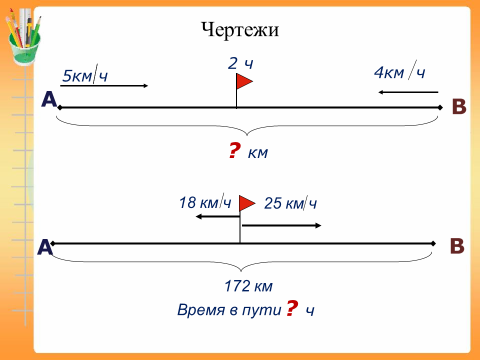 Чертежи
2 ч
5км/ч
4км /ч
А
В
? км
18 км/ч
25 км/ч
А
В
172 км
Время в пути ? ч